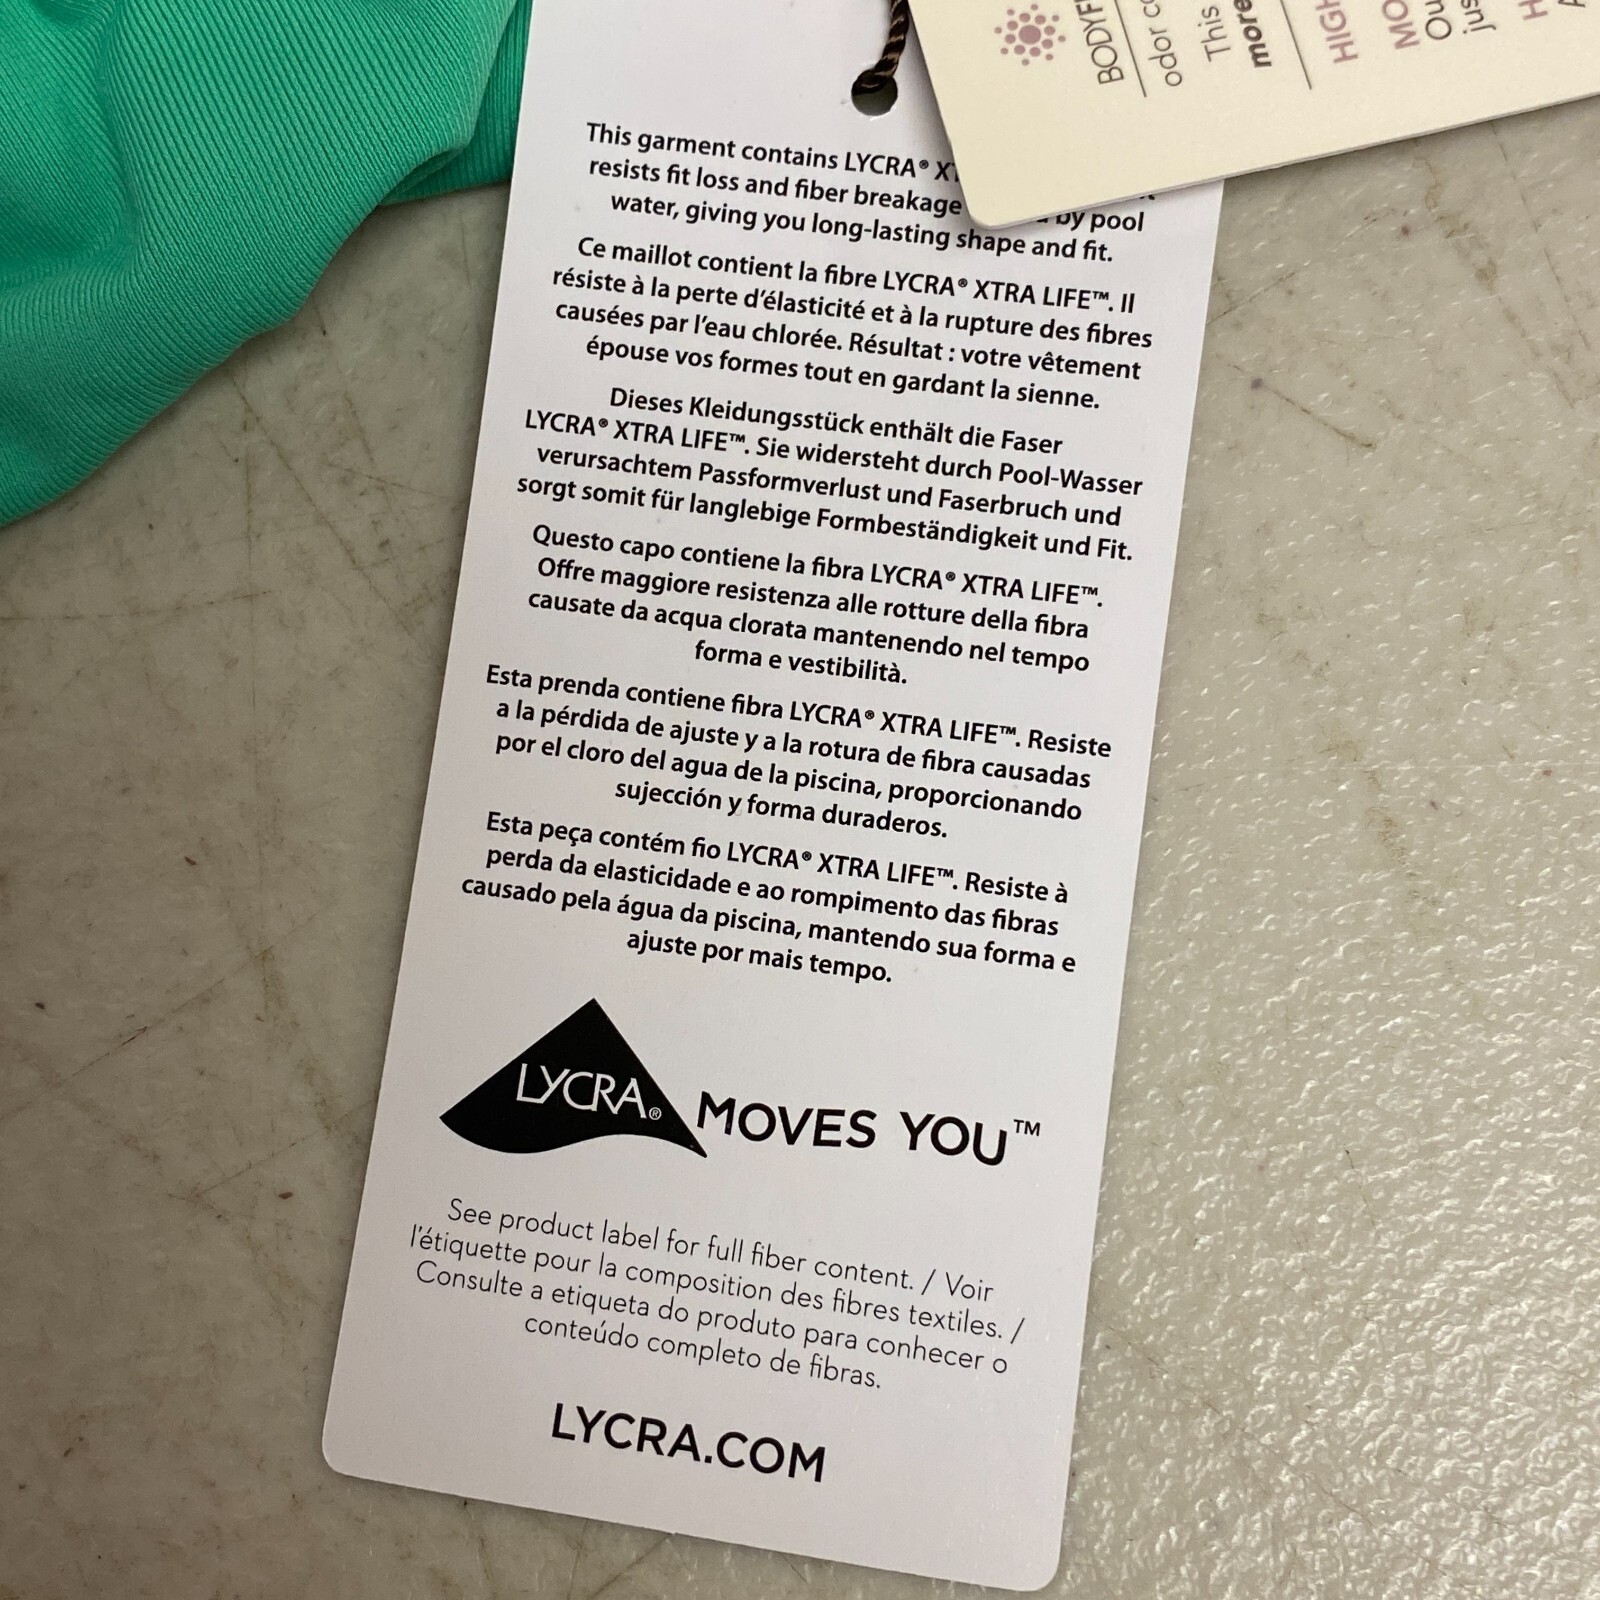 This garment contains LYCRA®
resists fit loss and fiber breakage by pool
water, giving you long-lasting shape and fit.
Ce maillot contient la fibre LYCRA® XTRA LIFE™. Il
résiste à la perte d'élasticité et à la rupture des fibres
causées par l'eau chlorée. Résultat : votre vêtement
épouse vos formes tout en gardant la sienne.
Dieses Kleidungsstück enthält die Faser
LYCRA® XTRA LIFE™. Sie widersteht durch Pool-Wasser
verursachtem Passformverlust und Faserbruch und
sorgt somit für langlebige Formbeständigkeit und Fit.
Questo capo contiene la fibra LYCRA® XTRA LIFE™.
Offre maggiore resistenza alle rotture della fibra
causate da acqua clorata mantenendo nel tempo
forma e vestibilità.
Esta prenda contiene fibra LYCRA® XTRA LIFE™. Resiste
a la pérdida de ajuste y a la rotura de fibra causadas
por el cloro del agua de la piscina, proporcionando
sujección y forma duraderos.
Esta peça contém fio LYCRA® XTRA LIFE™. Resiste à
perda da elasticidade e ao rompimento das fibras
causado pela água da piscina, mantendo sua forma e
ajuste por mais tempo.
LYCRA® MOVES YOU™
See product label for full fiber content. / Voir
l'étiquette pour la composition des fibres textiles. /
Consulte a etiqueta do produto para conhecer o
conteúdo completo de fibras.
LYCRA.COM
odor
This
more